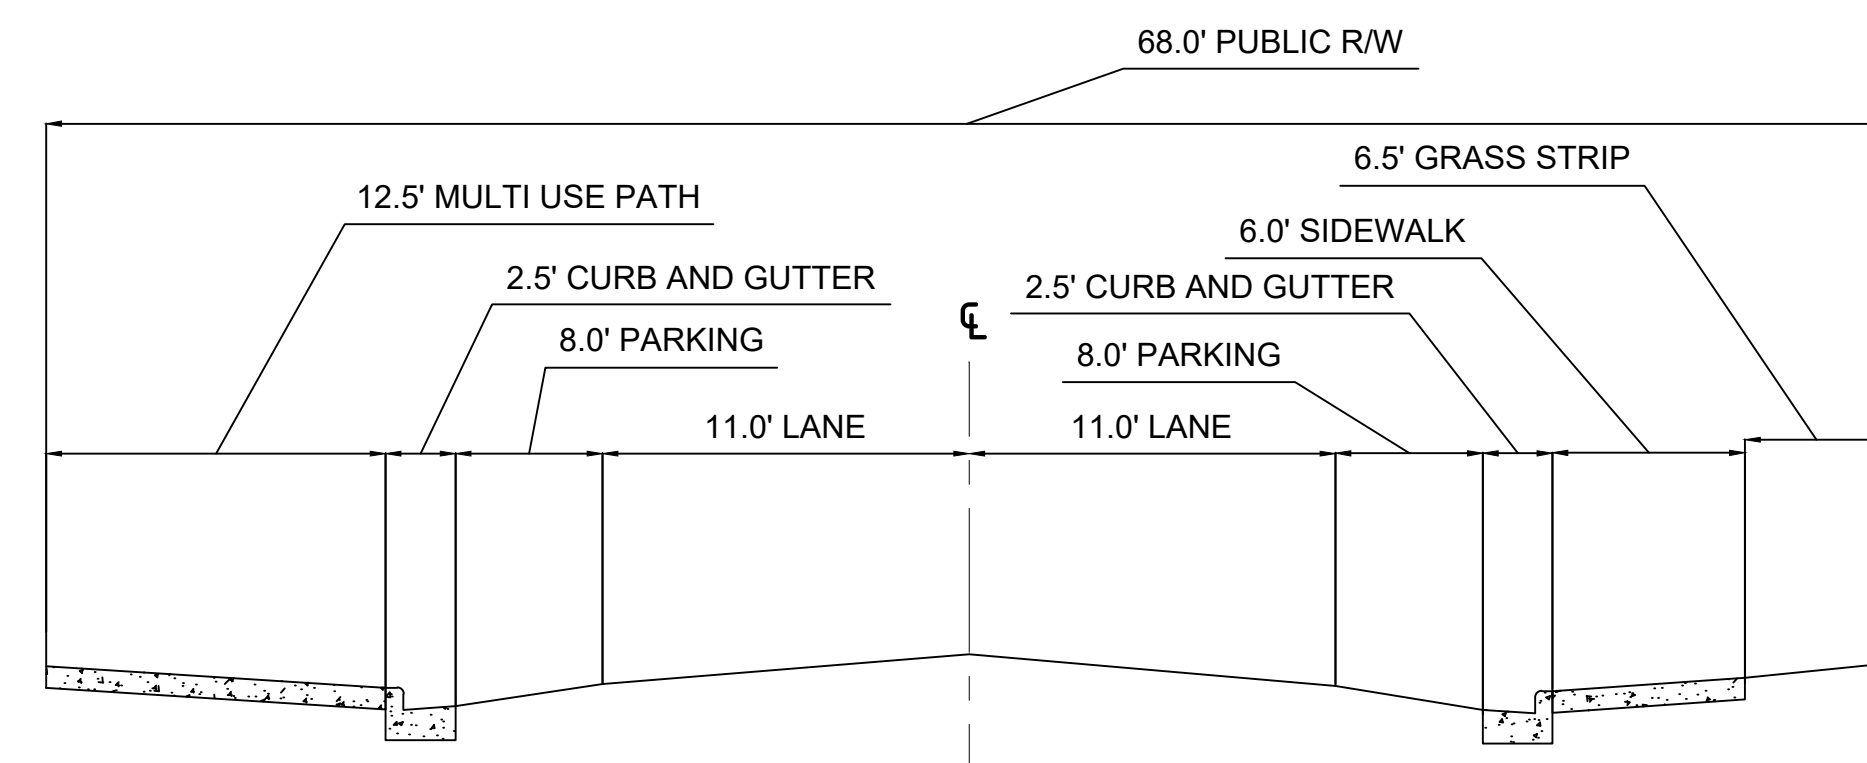 68.0' PUBLIC R/W
6.5' GRASS STRIP
12.5' MULTI USE PATH
6.0' SIDEWALK
2.5' CURB AND GUTTER
2.5' CURB AND GUTTER
℄
8.0' PARKING
8.0' PARKING
11.0' LANE
11.0' LANE